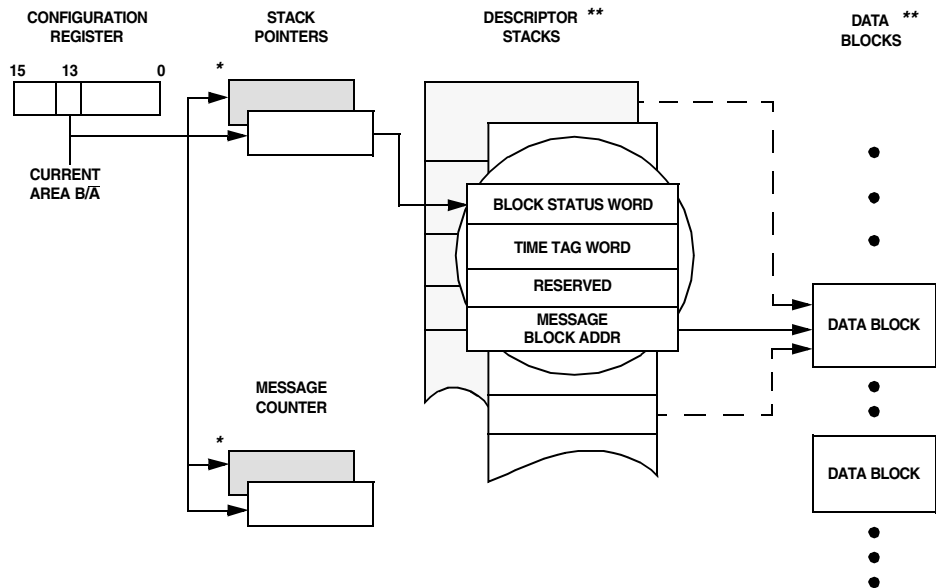 CONFIGURATION
REGISTER
15 13 0
CURRENT
AREA B/A̅
STACK
POINTERS
*
DESCRIPTOR **
STACKS
DATA **
BLOCKS
BLOCK STATUS WORD
TIME TAG WORD
RESERVED
MESSAGE
BLOCK ADDR
DATA BLOCK
MESSAGE
COUNTER
*
DATA BLOCK